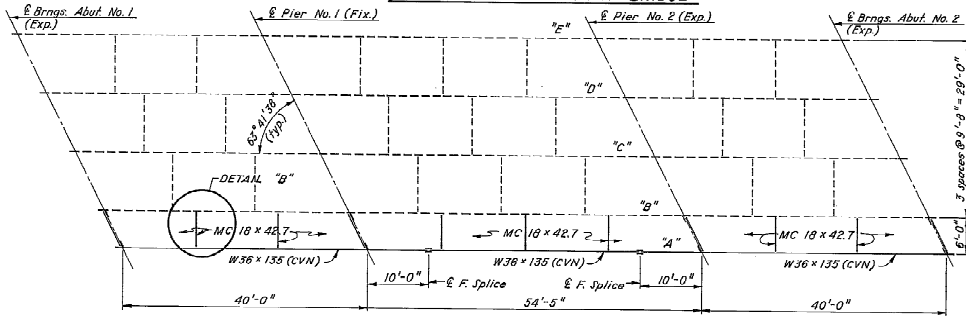 ℄ Brngs. Abut. No. 1
(Exp.)
℄ Pier No. 1 (Fix.)
℄ Pier No. 2 (Exp.)
℄ Brngs. Abut. No. 2
(Exp.)
"E"
"D"
63° 41' 38"
(typ.)
"C"
3 spaces @ 9'-8" = 29'-0"
DETAIL "B"
"B"
MC 18 × 42.7
MC 18 × 42.7
"A"
MC 18 × 42.7
6'-0"
W36 × 135 (CVN)
W36 × 135 (CVN)
W36 × 135 (CVN)
10'-0"
℄ F. Splice
℄ F. Splice
10'-0"
40'-0"
54'-5"
40'-0"